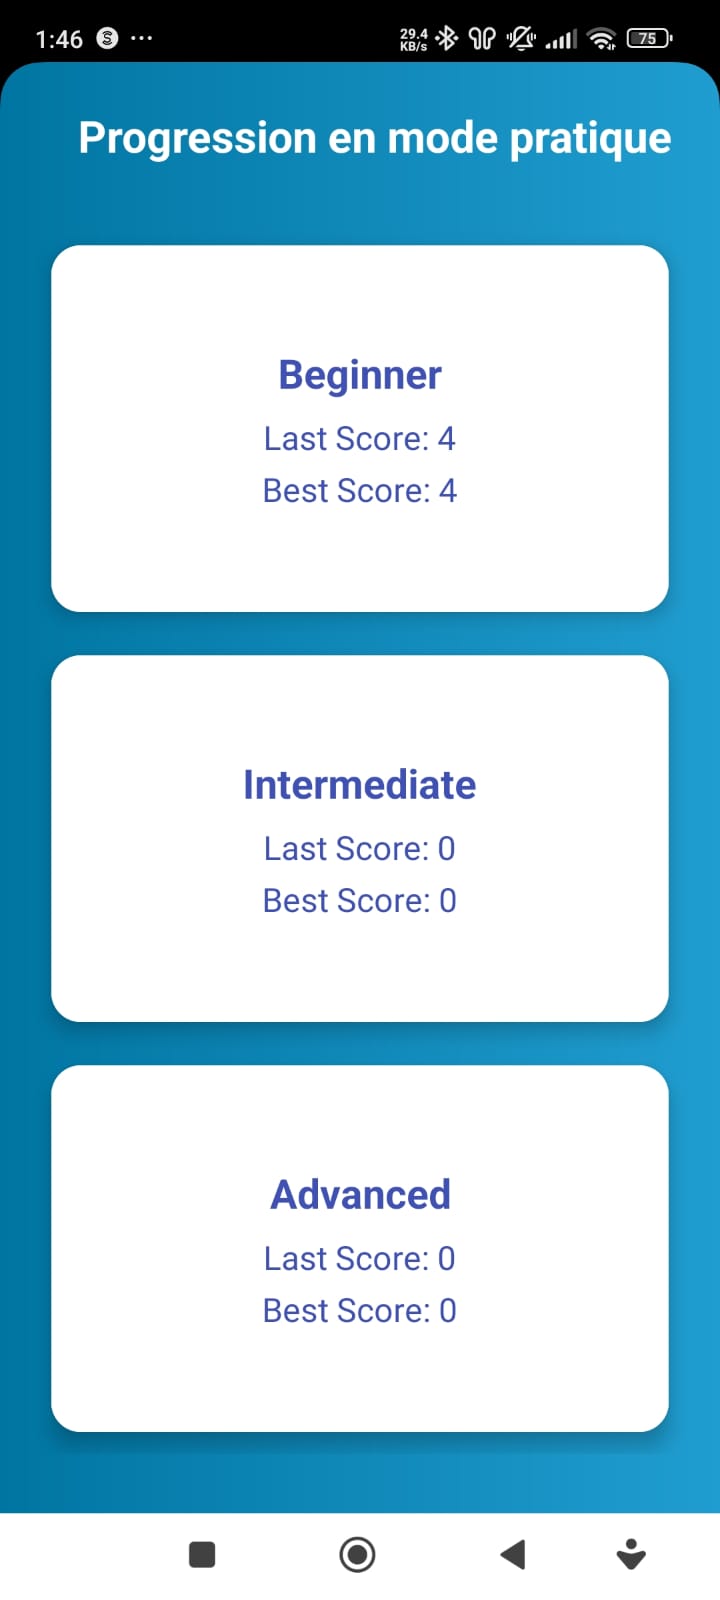 1:46 S ...
29.4
KB/s
75
Progression en mode pratique
Beginner
Last Score: 4
Best Score: 4
Intermediate
Last Score: 0
Best Score: 0
Advanced
Last Score: 0
Best Score: 0